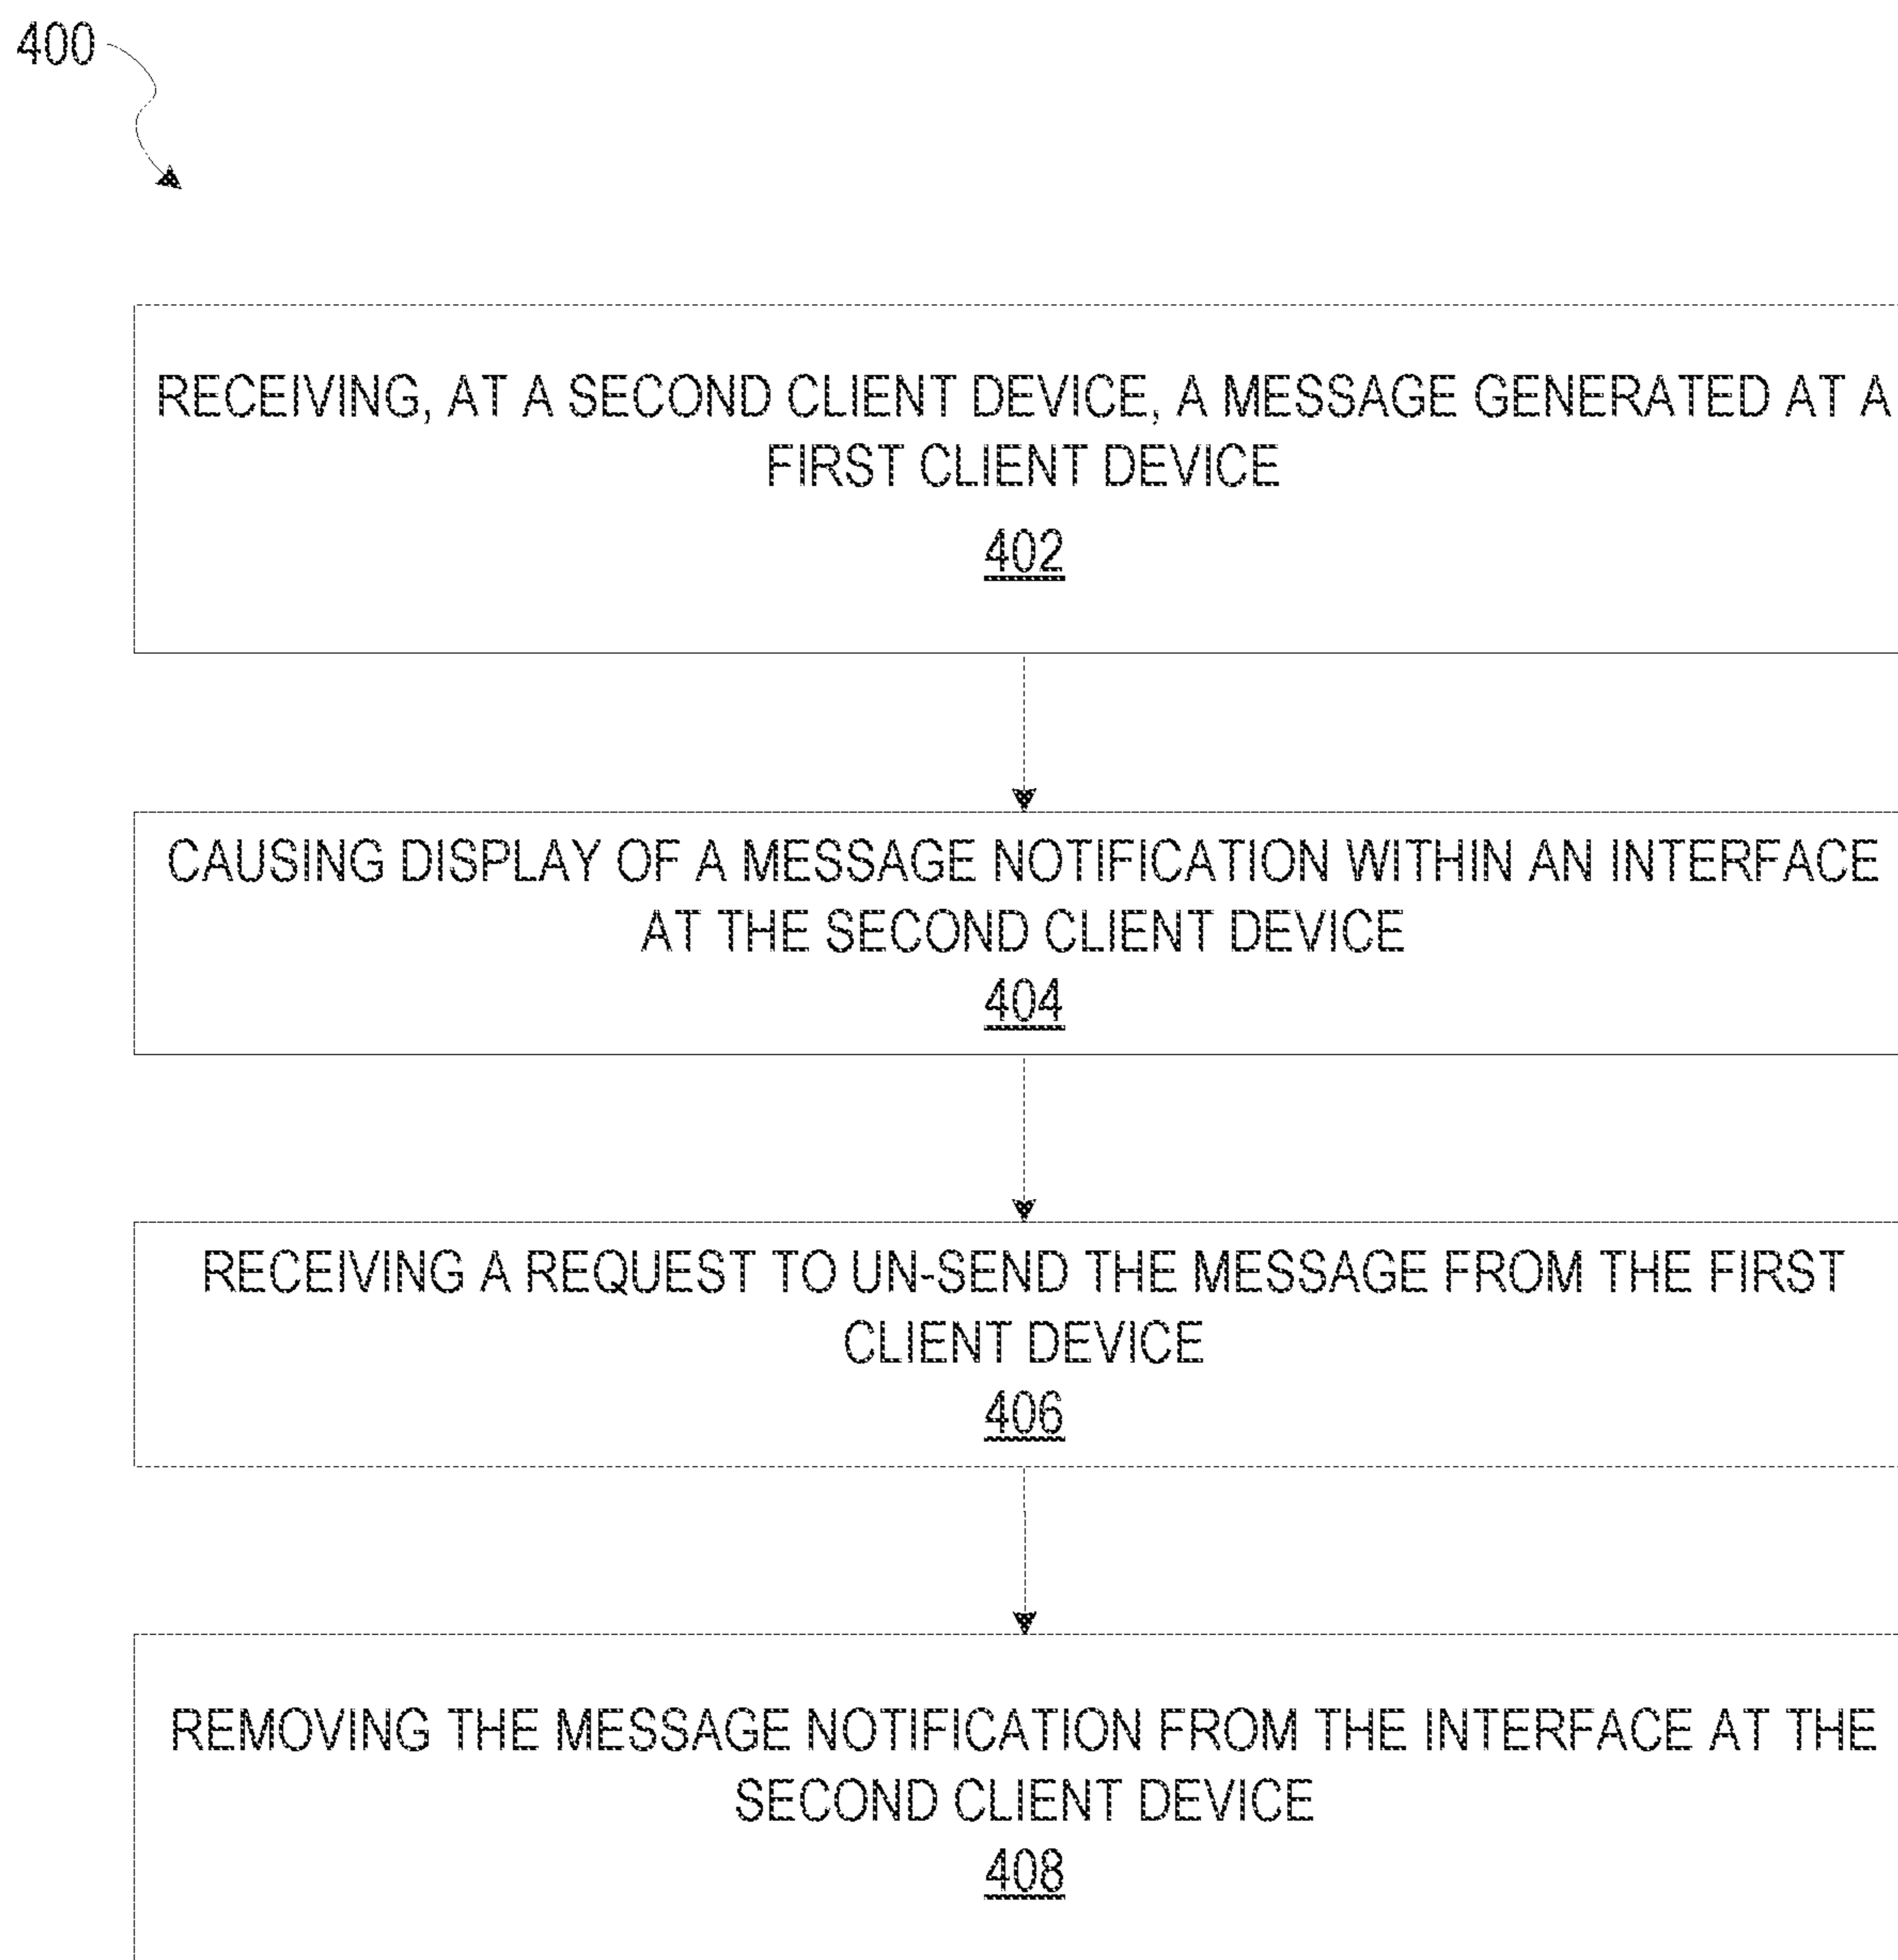 400
RECEIVING, AT A SECOND CLIENT DEVICE, A MESSAGE GENERATED AT A
FIRST CLIENT DEVICE
402
CAUSING DISPLAY OF A MESSAGE NOTIFICATION WITHIN AN INTERFACE
AT THE SECOND CLIENT DEVICE
404
RECEIVING A REQUEST TO UN-SEND THE MESSAGE FROM THE FIRST
CLIENT DEVICE
406
REMOVING THE MESSAGE NOTIFICATION FROM THE INTERFACE AT THE
SECOND CLIENT DEVICE
408